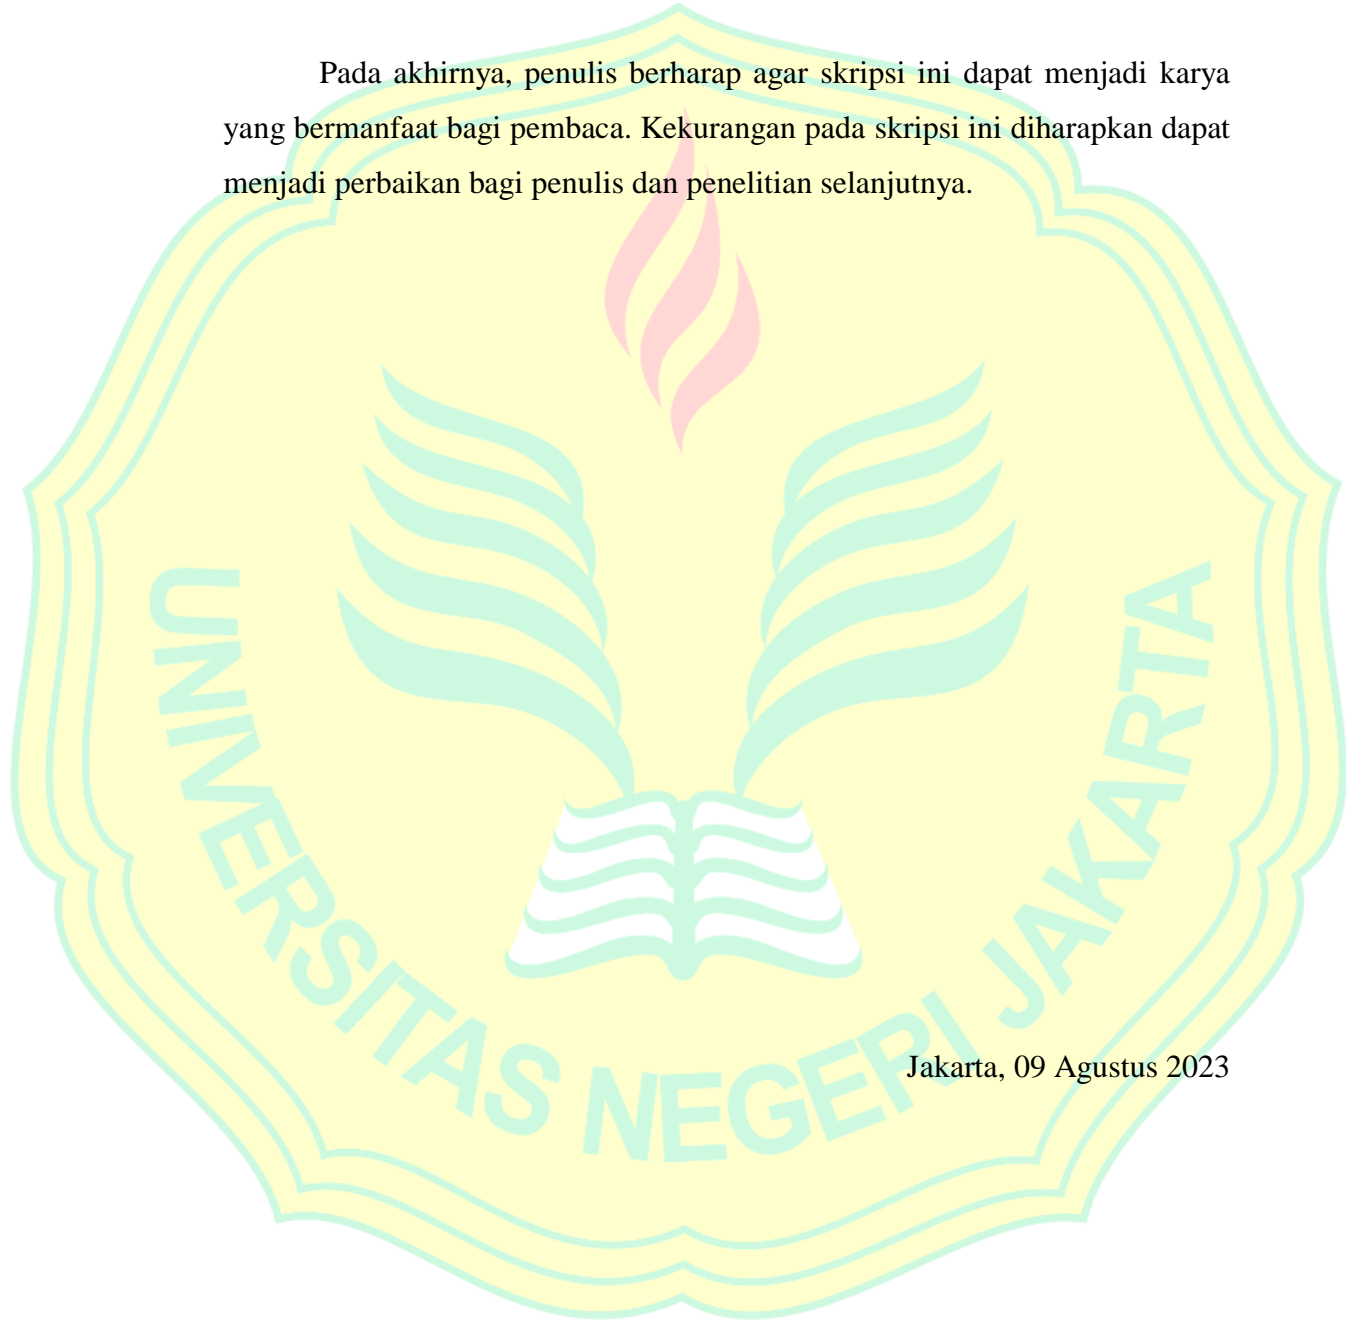 Pada akhirnya, penulis berharap agar skripsi ini dapat menjadi karya
yang bermanfaat bagi pembaca. Kekurangan pada skripsi ini diharapkan dapat
menjadi perbaikan bagi penulis dan penelitian selanjutnya.
UNIVERSITAS NEGERI JAKARTA
Jakarta, 09 Agustus 2023